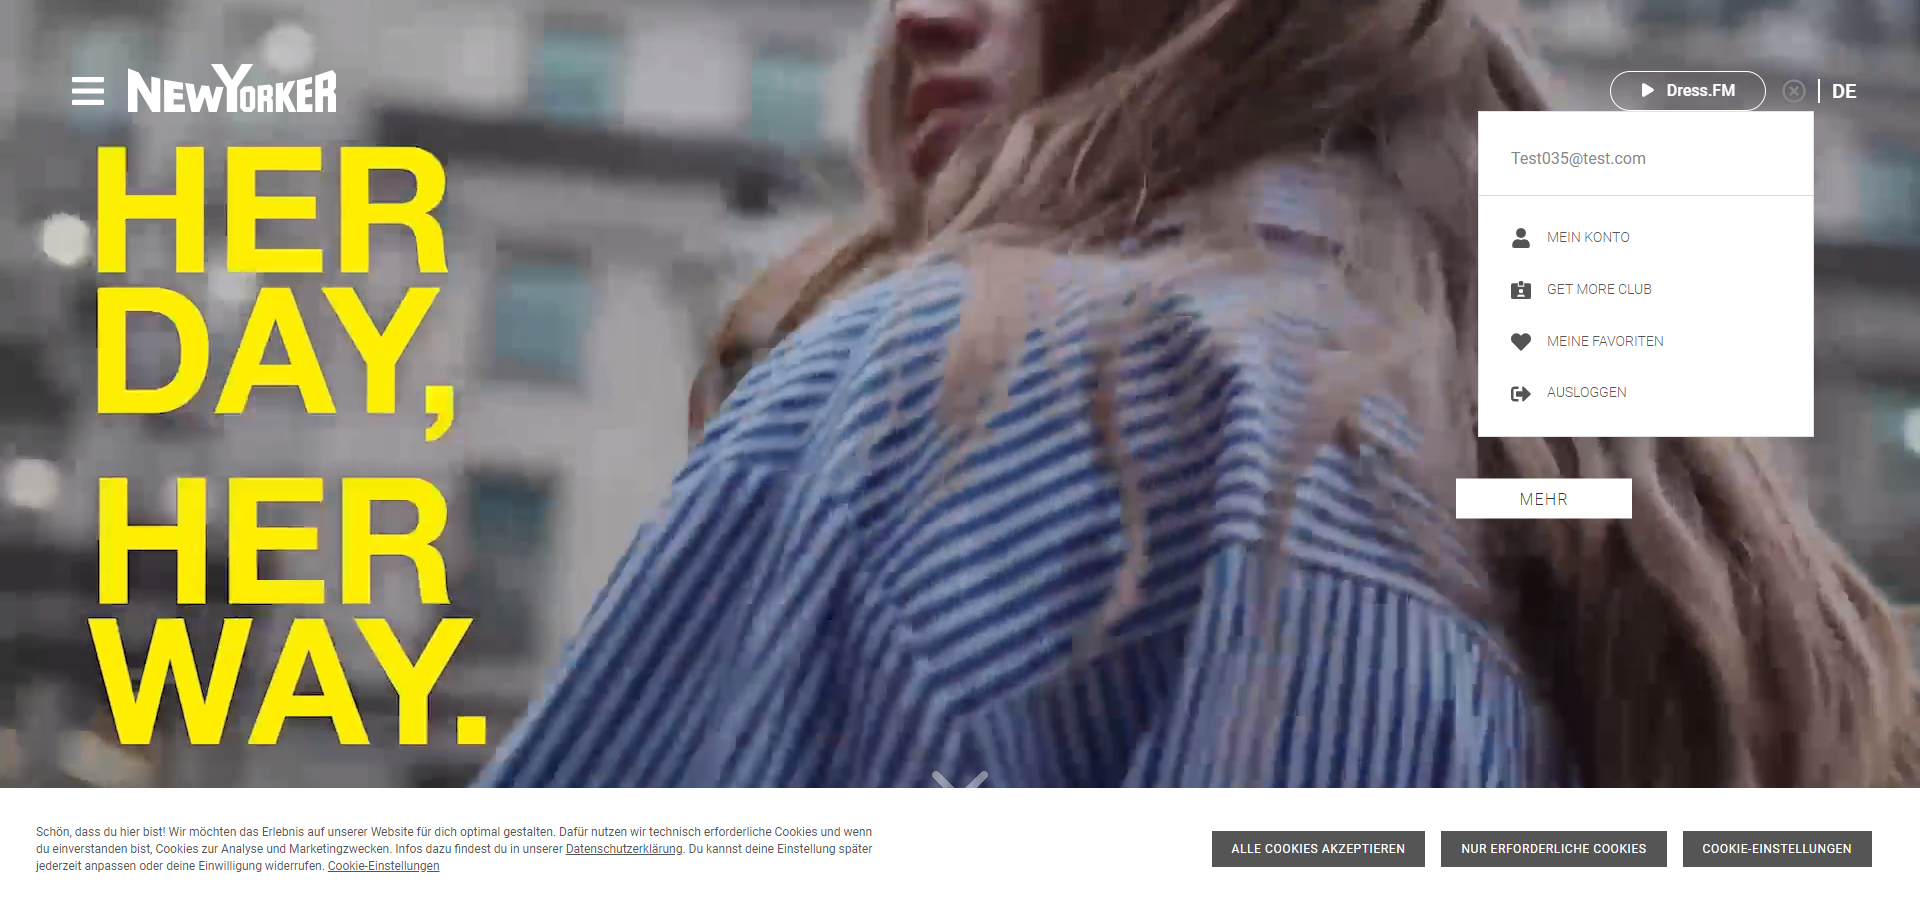 NEWYORKER
Dress.FM
DE
Test035@test.com
MEIN KONTO
GET MORE CLUB
MEINE FAVORITEN
AUSLOGGEN
HER
DAY,
HER
WAY.
MEHR
Schön, dass du hier bist! Wir möchten das Erlebnis auf unserer Website für dich optimal gestalten. Dafür nutzen wir technisch erforderliche Cookies und wenn
du einverstanden bist, Cookies zur Analyse und Marketingzwecken. Infos dazu findest du in unserer Datenschutzerklärung. Du kannst deine Einstellung später
jederzeit anpassen oder deine Einwilligung widerrufen. Cookie-Einstellungen
ALLE COOKIES AKZEPTIEREN
NUR ERFORDERLICHE COOKIES
COOKIE-EINSTELLUNGEN